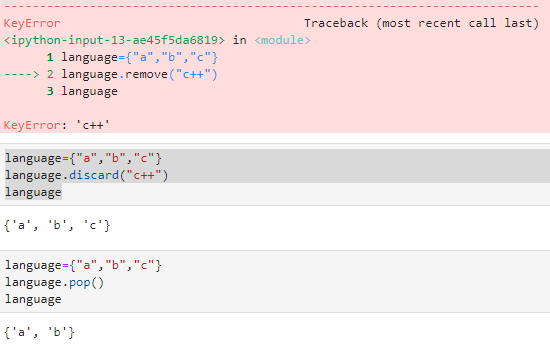 ---------------------------------------------------------------------------
KeyError                                  Traceback (most recent call last)
<ipython-input-13-ae45f5da6819> in <module>
      1 language={"a","b","c"}
----> 2 language.remove("c++")
      3 language
KeyError: 'c++'
language={"a","b","c"}
language.discard("c++")
language
{'a', 'b', 'c'}
language={"a","b","c"}
language.pop()
language
{'a', 'b'}